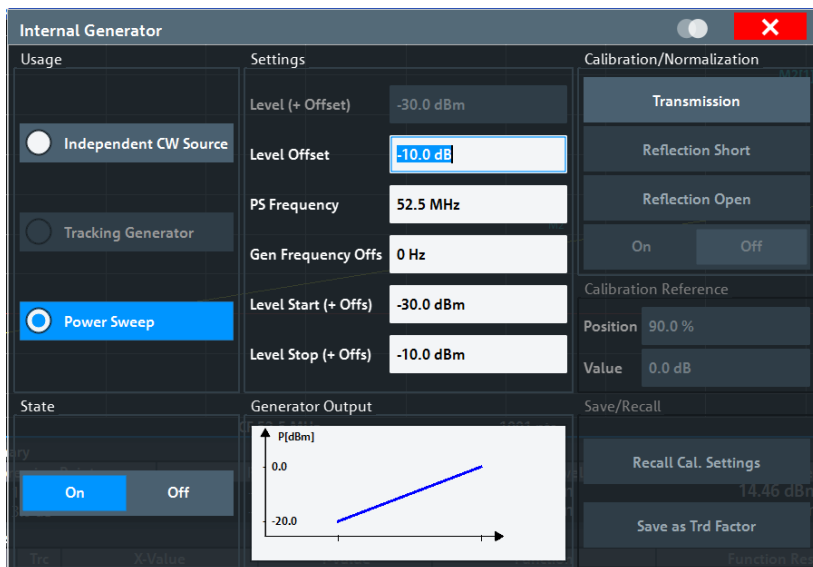 Internal Generator
Usage
Independent CW Source
Tracking Generator
Power Sweep
State
On Off
Settings
Level (+ Offset) -30.0 dBm
Level Offset -10.0 dB
PS Frequency 52.5 MHz
Gen Frequency Offs 0 Hz
Level Start (+ Offs) -30.0 dBm
Level Stop (+ Offs) -10.0 dBm
Generator Output
P[dBm]
0.0
-20.0
Calibration/Normalization
Transmission
Reflection Short
Reflection Open
On Off
Calibration Reference
Position 90.0 %
Value 0.0 dB
Save/Recall
Recall Cal. Settings
14.46 dBm
Save as Trd Factor
Trc X-Value Function Res